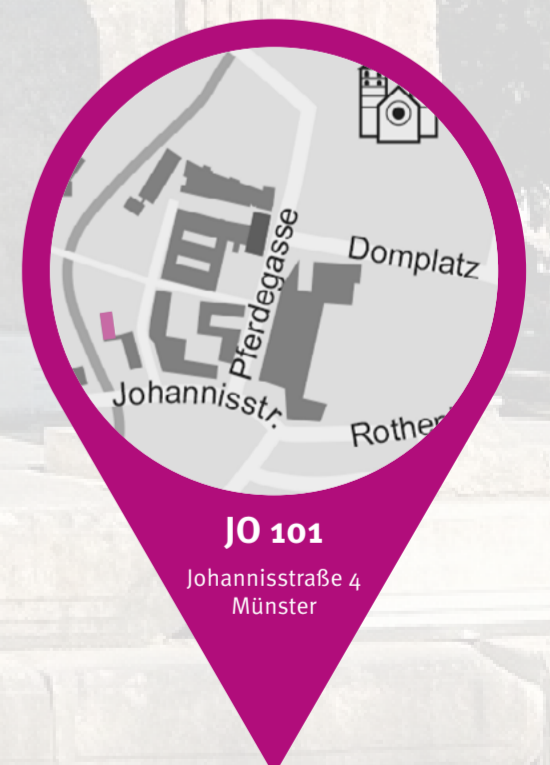 Domplatz
Pferdegasse
Johannisstr.
JO 101
Johannisstraße 4
Münster